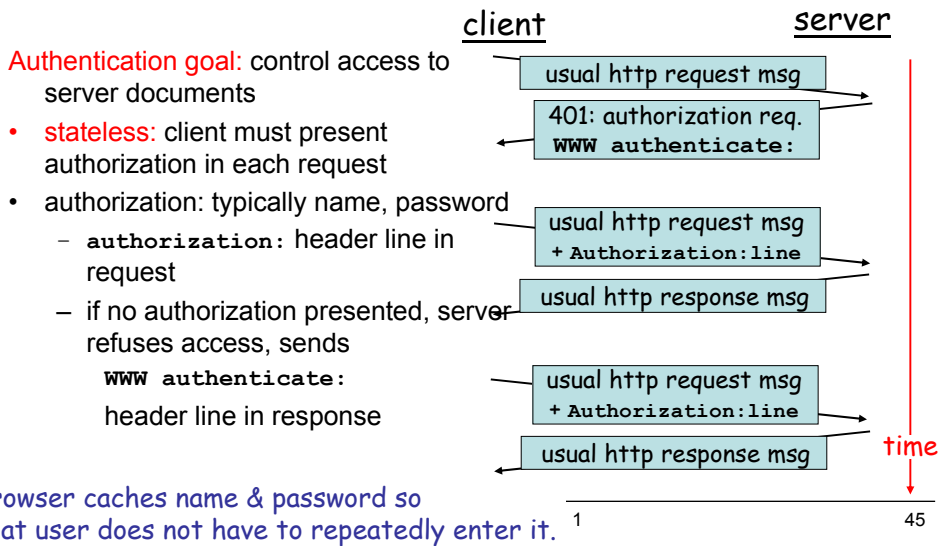 client
server
Authentication goal: control access to
server documents
• stateless: client must present
authorization in each request
• authorization: typically name, password
– authorization: header line in
request
– if no authorization presented, server
refuses access, sends
WWW authenticate:
header line in response
usual http request msg
401: authorization req.
WWW authenticate:
usual http request msg
+ Authorization:line
usual http response msg
usual http request msg
+ Authorization:line
usual http response msg
time
rowser caches name & password so
at user does not have to repeatedly enter it.
1
45